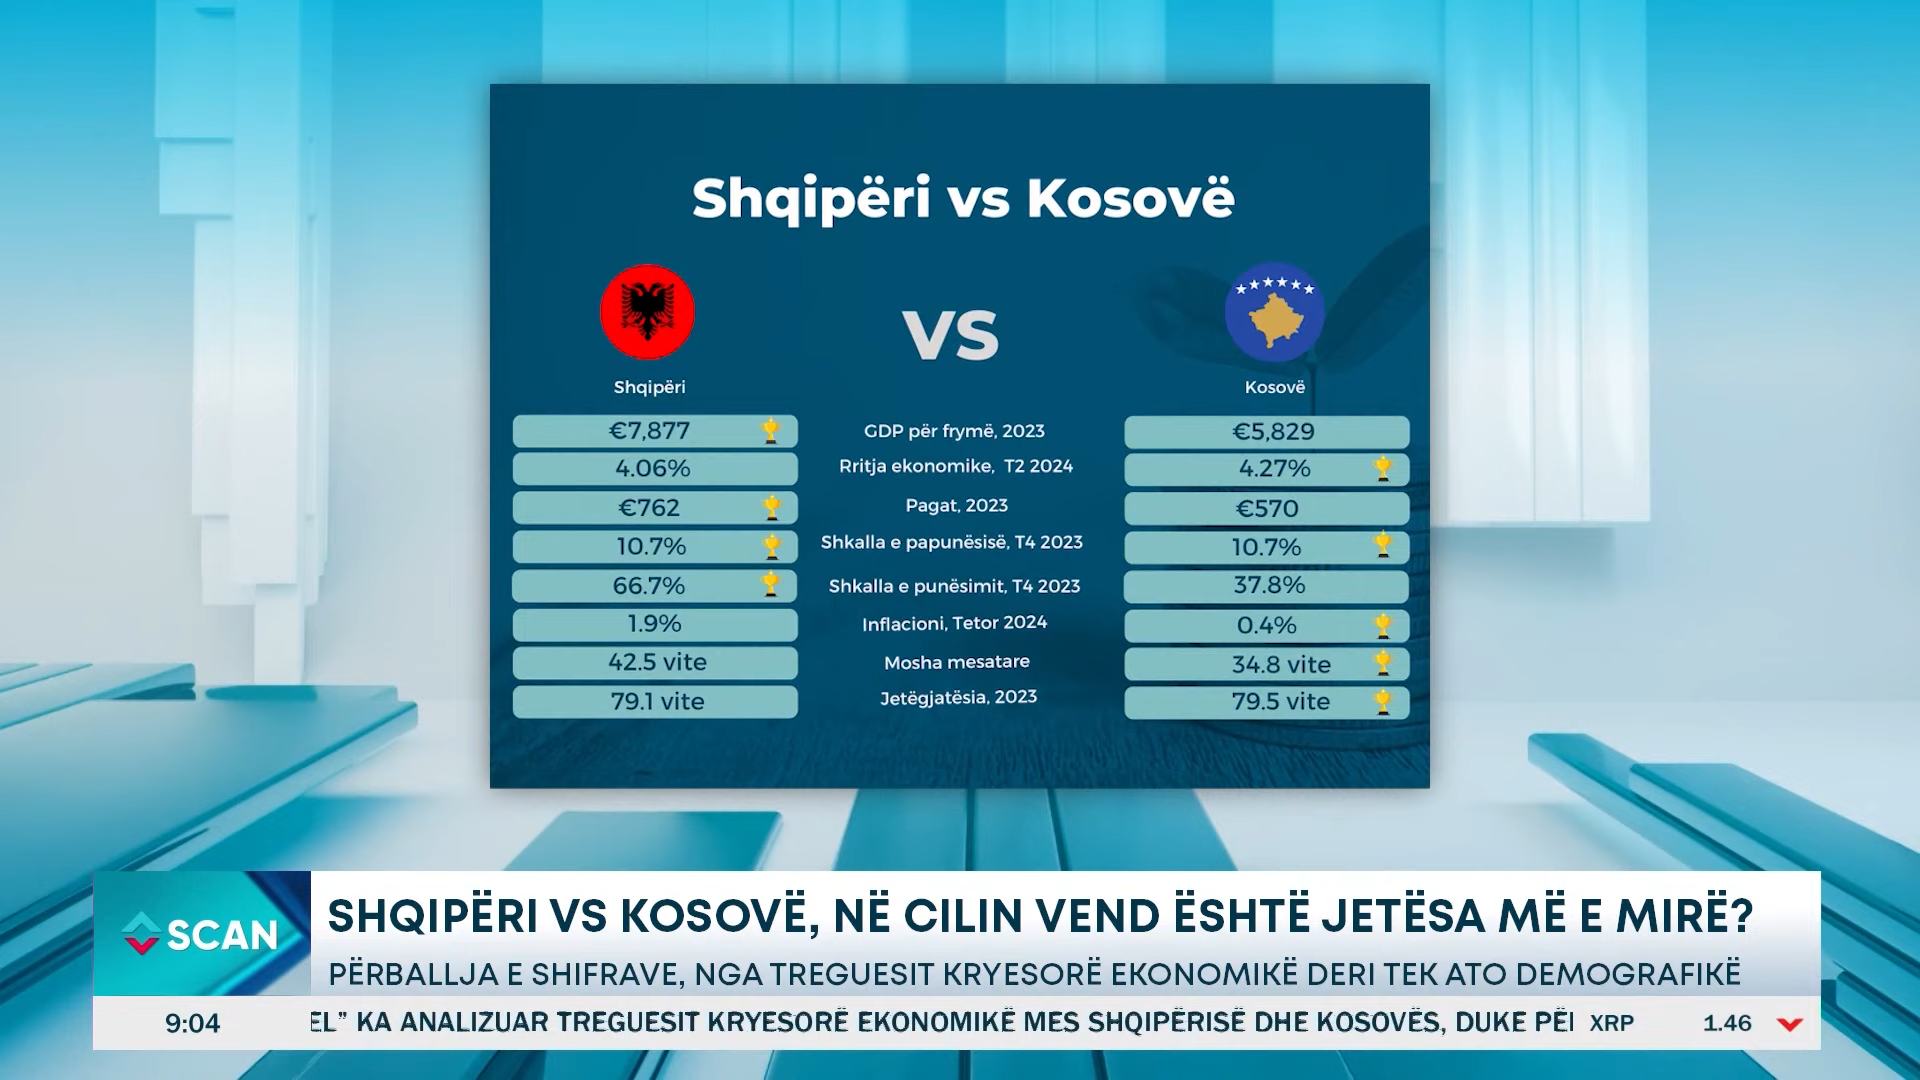 Shqipëri vs Kosovë
VS
Shqipëri
Kosovë
€7,877 GDP për frymë, 2023 €5,829
4.06% Rritja ekonomike, T2 2024 4.27%
€762 Pagat, 2023 €570
10.7% Shkalla e papunësisë, T4 2023 10.7%
66.7% Shkalla e punësimit, T4 2023 37.8%
1.9% Inflacioni, Tetor 2024 0.4%
42.5 vite Mosha mesatare 34.8 vite
79.1 vite Jetëgjatësia, 2023 79.5 vite
SCAN
SHQIPËRI VS KOSOVË, NË CILIN VEND ËSHTË JETËSA MË E MIRË?
PËRBALLJA E SHIFRAVE, NGA TREGUESIT KRYESORË EKONOMIKË DERI TEK ATO DEMOGRAFIKË
9:04 EL” KA ANALIZUAR TREGUESIT KRYESORË EKONOMIKË MES SHQIPËRISË DHE KOSOVËS, DUKE XRP 1.46